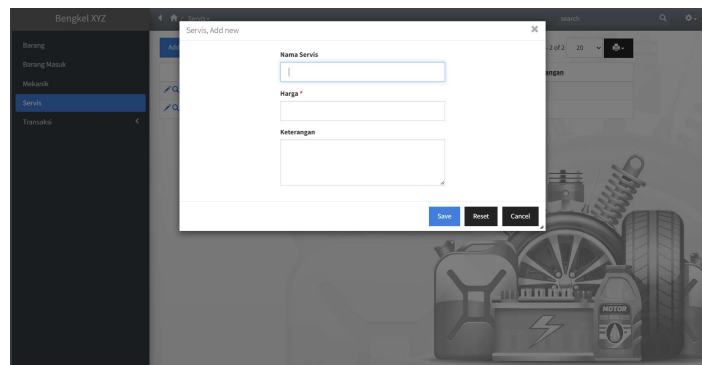 Bengkel XYZ
/ Servis
search
Servis, Add new
Barang
Barang Masuk
Mekanik
Servis
Transaksi
Add
2 of 2
20
Nama Servis
Harga *
Keterangan
Save
Reset
Cancel
MOTOR